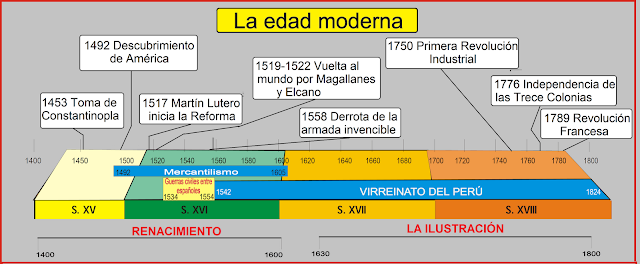 La edad moderna
1492 Descubrimiento
de América
1750 Primera Revolución
Industrial
1519-1522 Vuelta al
mundo por Magallanes
y Elcano
1776 Independencia de
las Trece Colonias
1453 Toma de
Constantinopla
1517 Martín Lutero
inicia la Reforma
1558 Derrota de la
armada invencible
1789 Revolución
Francesa
1400 1450 1500 1520 1540 1560 1580 1600 1620 1640 1660 1680 1700 1720 1740 1760 1780 1800
1492 Mercantilismo 1605
Guerras civiles entre
españoles
1534 1554
1542 VIRREINATO DEL PERÚ 1824
S. XV S. XVI S. XVII S. XVIII
RENACIMIENTO LA ILUSTRACIÓN
1400 1600 1630 1800